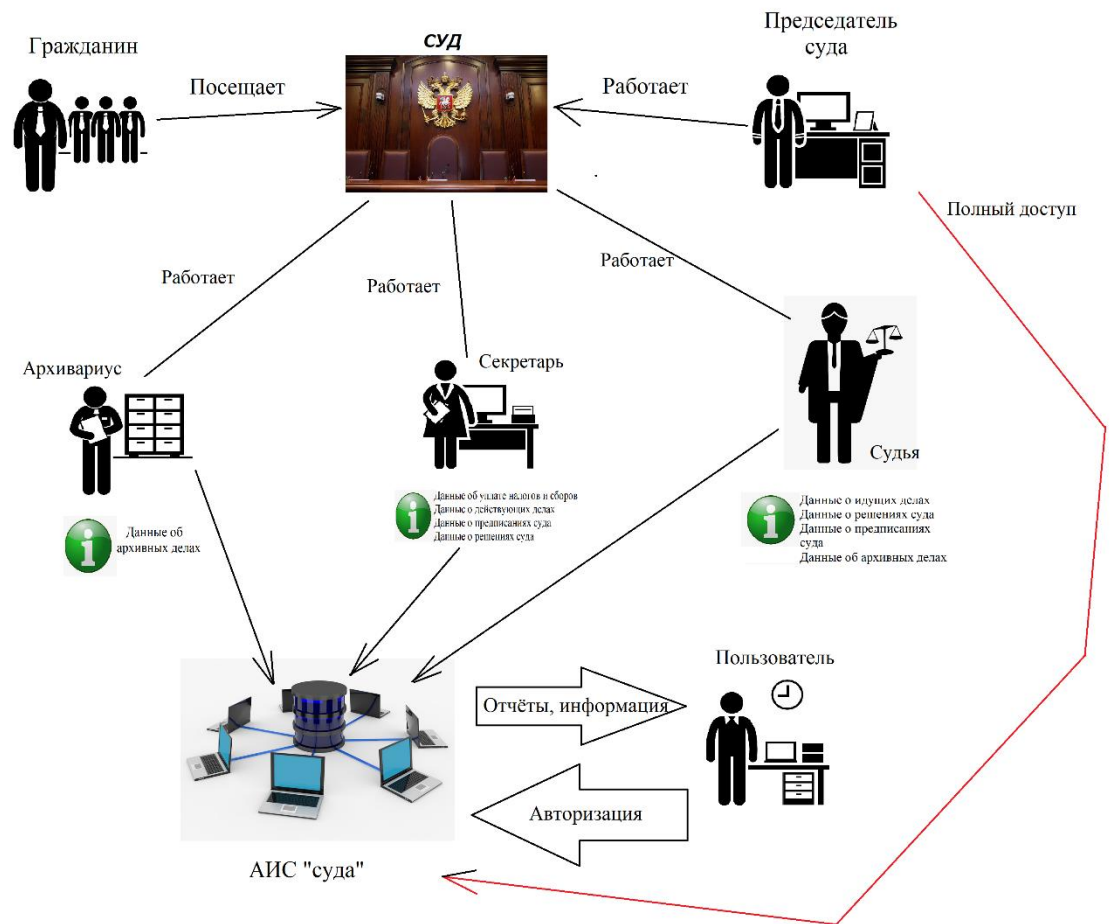 Гражданин
СУД
Председатель
суда
Посещает
Работает
Полный доступ
Работает
Работает
Работает
Архивариус
Секретарь
Судья
Данные об
архивных делах
Данные об уплате налогов и сборов
Данные о действующих делах
Данные о предписаниях суда
Данные о решениях суда
Данные о идущих делах
Данные о решениях суда
Данные о предписаниях
суда
Данные об архивных делах
Пользователь
Отчёты, информация
Авторизация
АИС "суда"